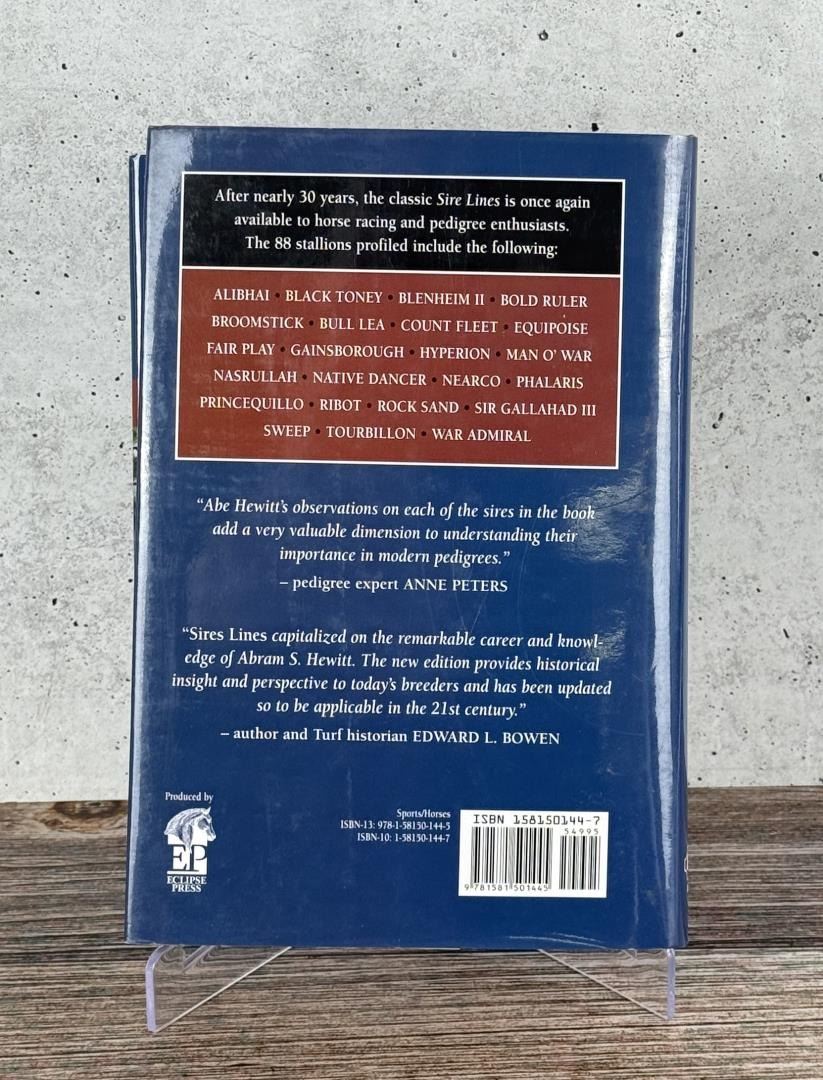 After nearly 30 years, the classic Sire Lines is once again
available to horse racing and pedigree enthusiasts.
The 88 stallions profiled include the following:
ALIBHAI • BLACK TONEY • BLENHEIM II • BOLD RULER
BROOMSTICK • BULL LEA • COUNT FLEET • EQUIPOISE
FAIR PLAY • GAINSBOROUGH • HYPERION • MAN O' WAR
NASRULLAH • NATIVE DANCER • NEARCO • PHALARIS
PRINCEQUILLO • RIBOT • ROCK SAND • SIR GALLAHAD III
SWEEP • TOURBILLON • WAR ADMIRAL
“Abe Hewitt’s observations on each of the sires in the book
add a very valuable dimension to understanding their
importance in modern pedigrees.”
– pedigree expert ANNE PETERS
“Sires Lines capitalized on the remarkable career and knowl-
edge of Abram S. Hewitt. The new edition provides historical
insight and perspective to today’s breeders and has been updated
so to be applicable in the 21st century.”
– author and Turf historian EDWARD L. BOWEN
Produced by
EP
ECLIPSE
PRESS
Sports/Horses
ISBN-13: 978-1-58150-144-5
ISBN-10: 1-58150-144-7
ISBN 158150144-7
54995
9 781581 501445